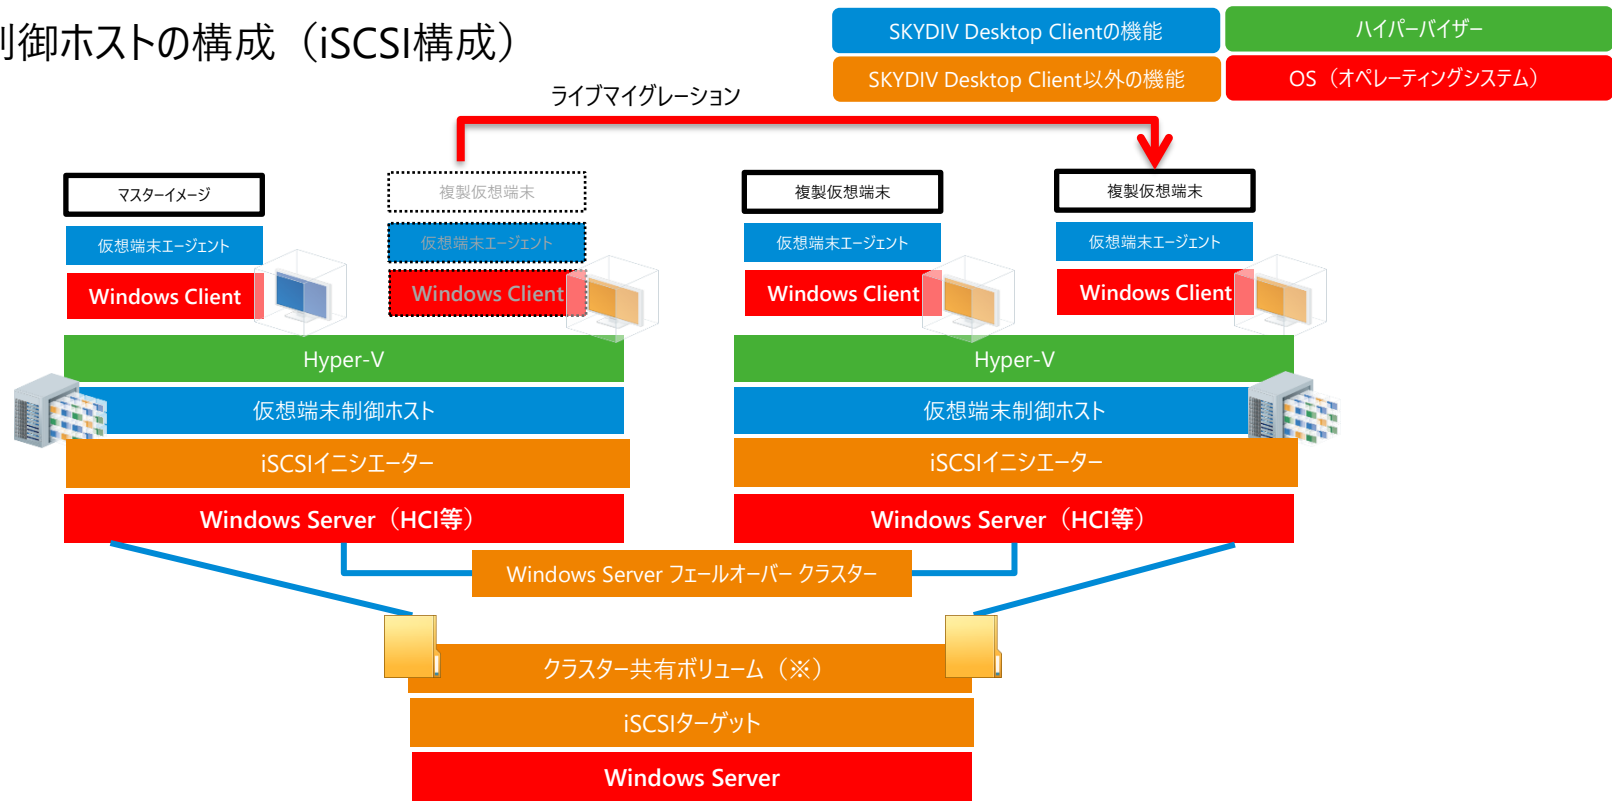 御ホストの構成（iSCSI構成）
SKYDIV Desktop Clientの機能
ハイパーバイザー
SKYDIV Desktop Client以外の機能
OS（オペレーティングシステム）
ライブマイグレーション
マスターイメージ
複製仮想端末
複製仮想端末
複製仮想端末
仮想端末エージェント
仮想端末エージェント
仮想端末エージェント
仮想端末エージェント
Windows Client
Windows Client
Windows Client
Windows Client
Hyper-V
Hyper-V
仮想端末制御ホスト
仮想端末制御ホスト
iSCSIイニシエーター
iSCSIイニシエーター
Windows Server（HCI等）
Windows Server（HCI等）
Windows Server フェールオーバー クラスター
クラスター共有ボリューム（※）
iSCSIターゲット
Windows Server